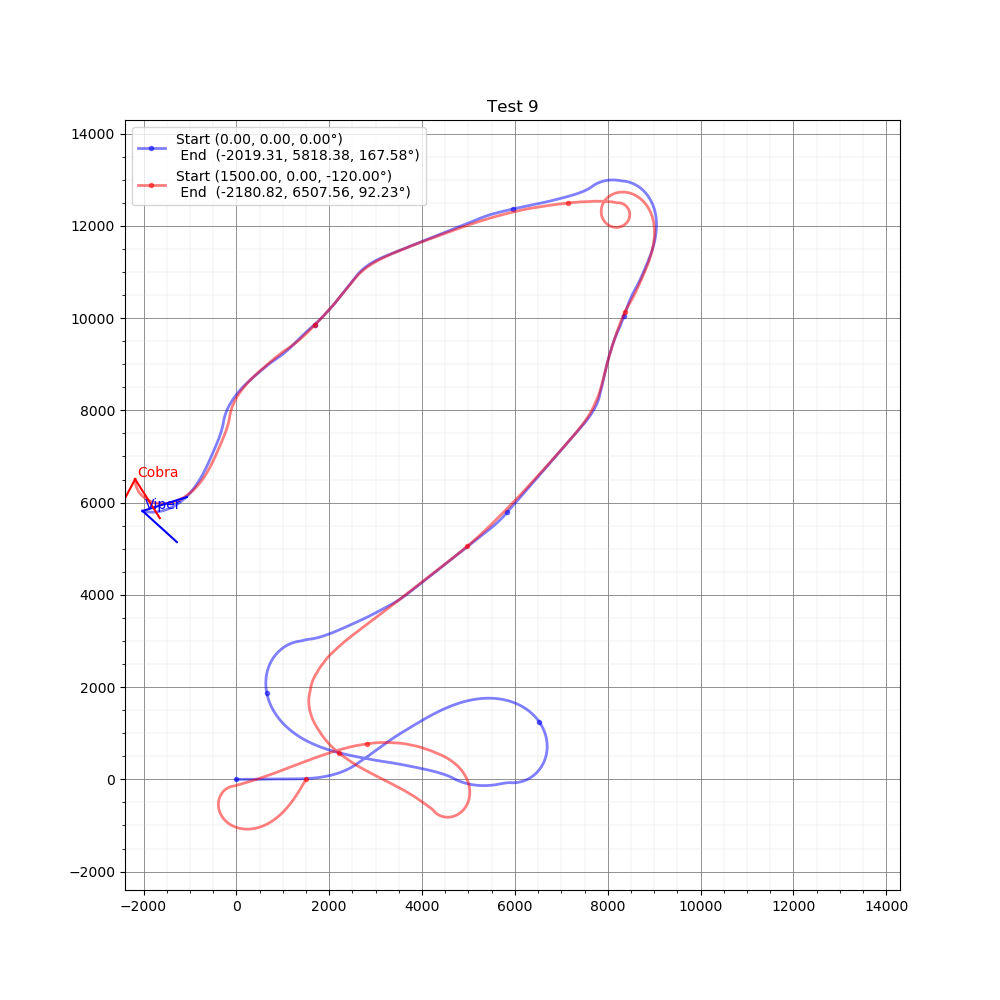 Test 9
Start (0.00, 0.00, 0.00°)
End (-2019.31, 5818.38, 167.58°)
Start (1500.00, 0.00, -120.00°)
End (-2180.82, 6507.56, 92.23°)
14000
12000
10000
8000
6000
4000
2000
0
−2000
Cobra
Viper
−2000 0 2000 4000 6000 8000 10000 12000 14000